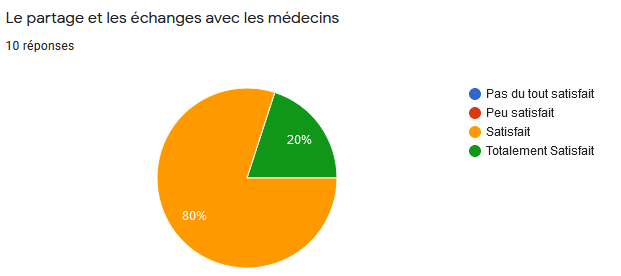 Le partage et les échanges avec les médecins
10 réponses
Pas du tout satisfait
Peu satisfait
Satisfait
Totalement Satisfait
20%
80%